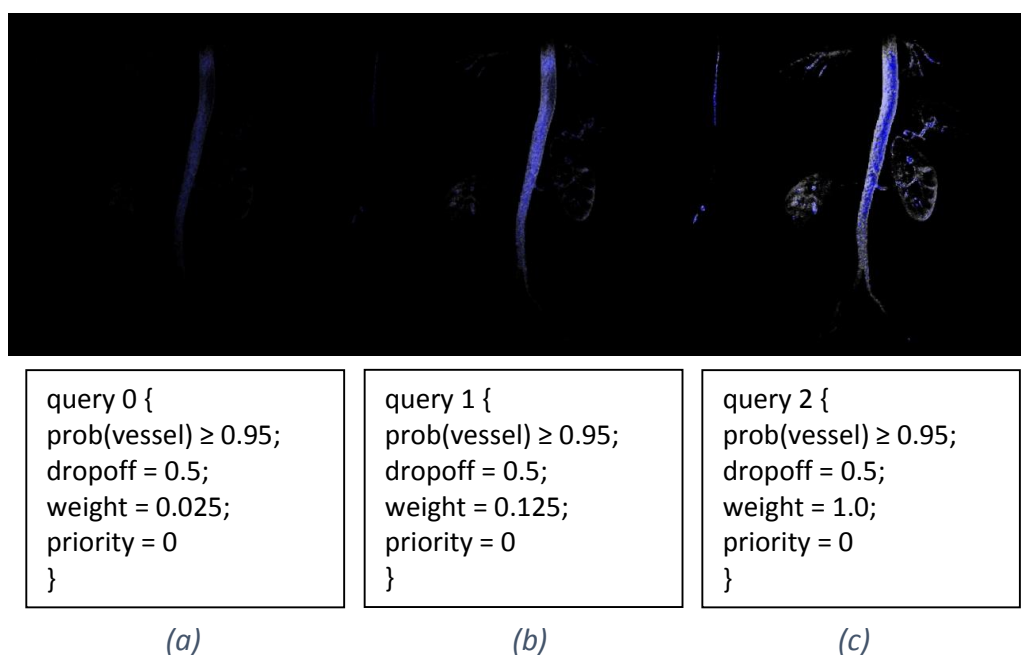 query 0 {
prob(vessel) ≥ 0.95;
dropoff = 0.5;
weight = 0.025;
priority = 0
}
query 1 {
prob(vessel) ≥ 0.95;
dropoff = 0.5;
weight = 0.125;
priority = 0
}
query 2 {
prob(vessel) ≥ 0.95;
dropoff = 0.5;
weight = 1.0;
priority = 0
}
(a)
(b)
(c)